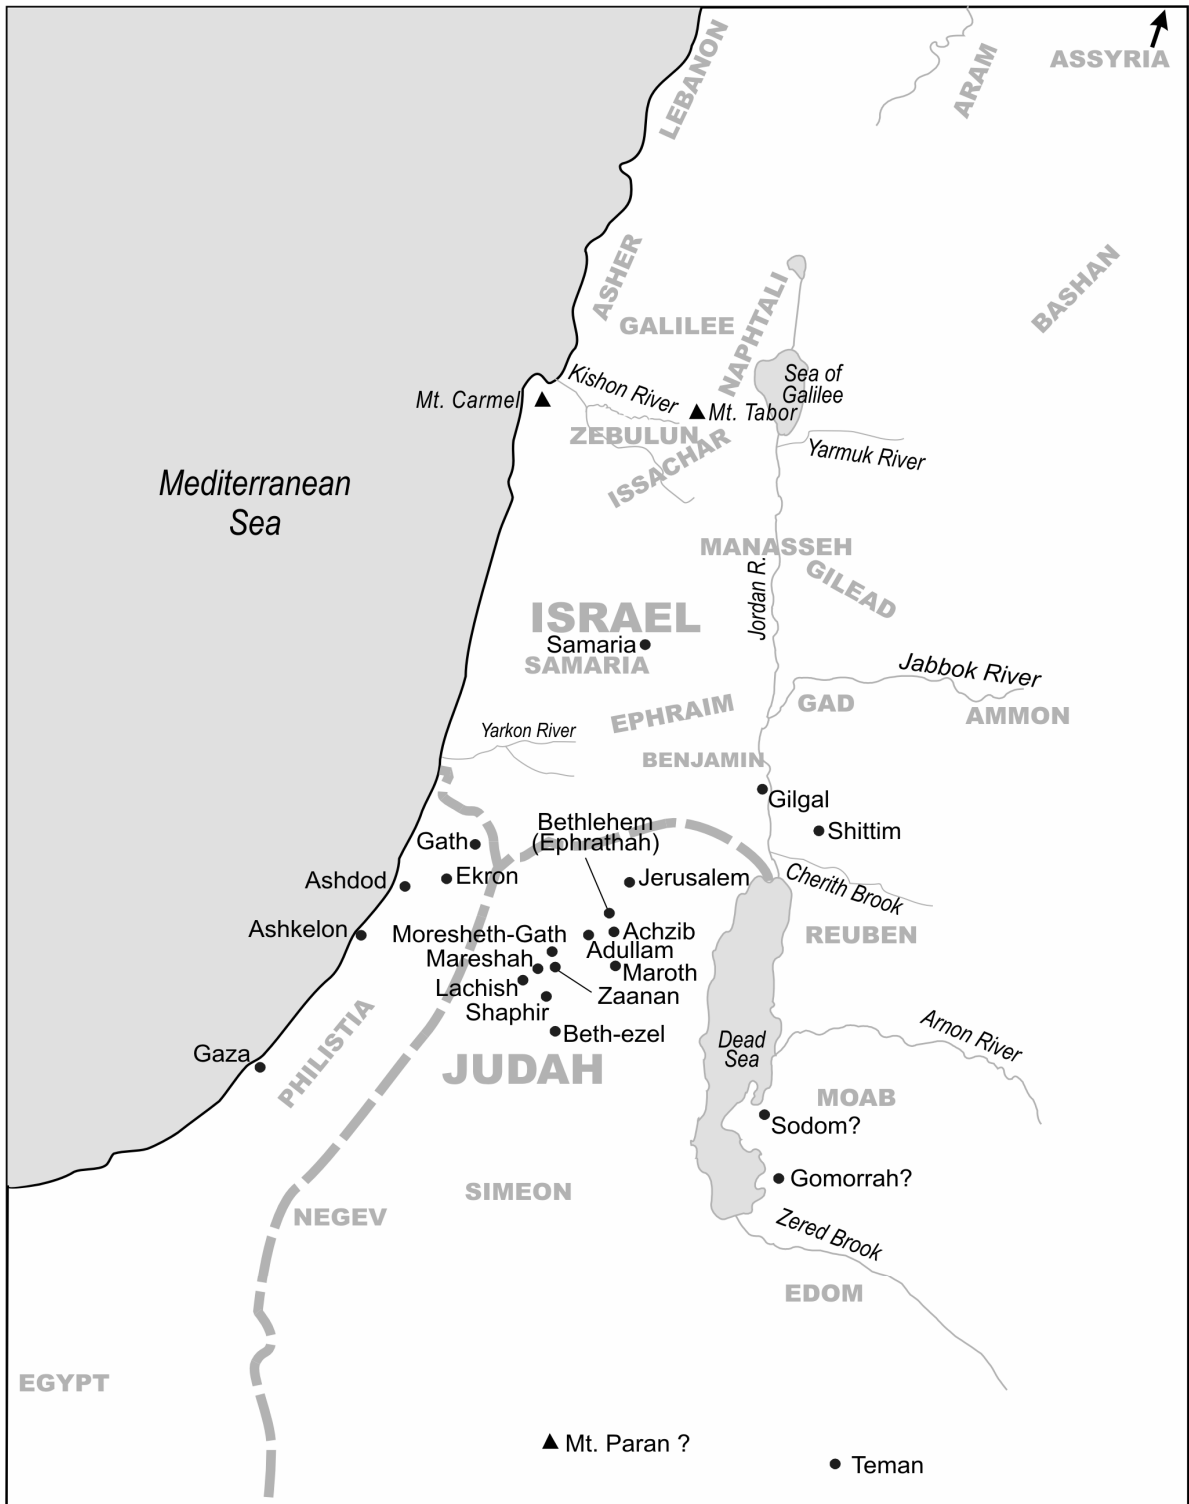 LEBANON
ARAM
ASSYRIA
ASHER
GALILEE
NAPHTALI
BASHAN
Sea of
Galilee
Kishon River
Mt. Carmel
Mt. Tabor
ZEBULUN
ISSACHAR
Yarmuk River
Mediterranean
Sea
MANASSEH
GILEAD
Jordan R.
ISRAEL
Samaria
SAMARIA
Jabbok River
EPHRAIM
GAD
AMMON
Yarkon River
BENJAMIN
Gilgal
Shittim
Bethlehem
(Ephrathah)
Gath
Ekron
Ashdod
Jerusalem
Cherith Brook
Ashkelon
Moresheth-Gath
Achzib
Adullam
REUBEN
Mareshah
Maroth
Lachish
Zaanan
Shaphir
Beth-ezel
Gaza
PHILISTIA
JUDAH
Dead
Sea
Arnon River
MOAB
Sodom?
Gomorrah?
SIMEON
NEGEV
Zered Brook
EDOM
EGYPT
Mt. Paran ?
Teman